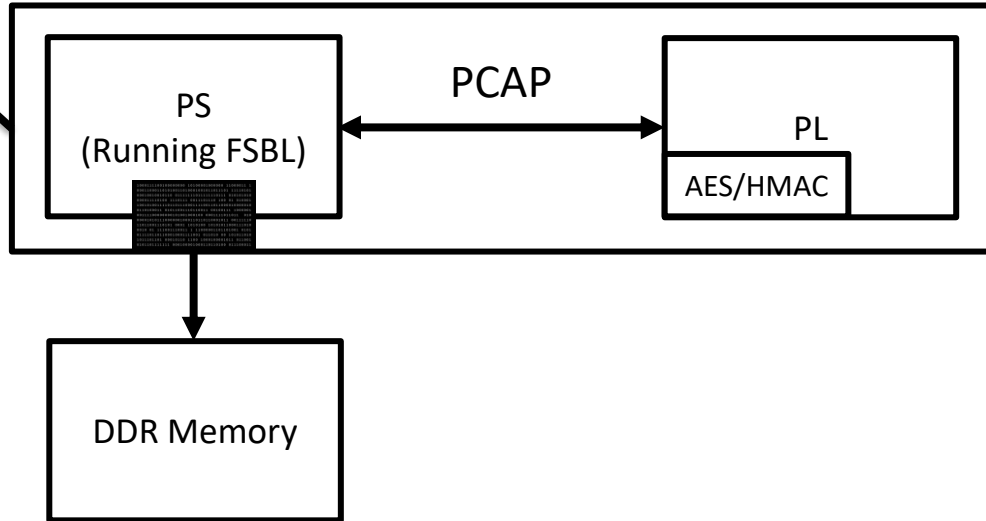 PCAP
PS
(Running FSBL)
PL
AES/HMAC
DDR Memory